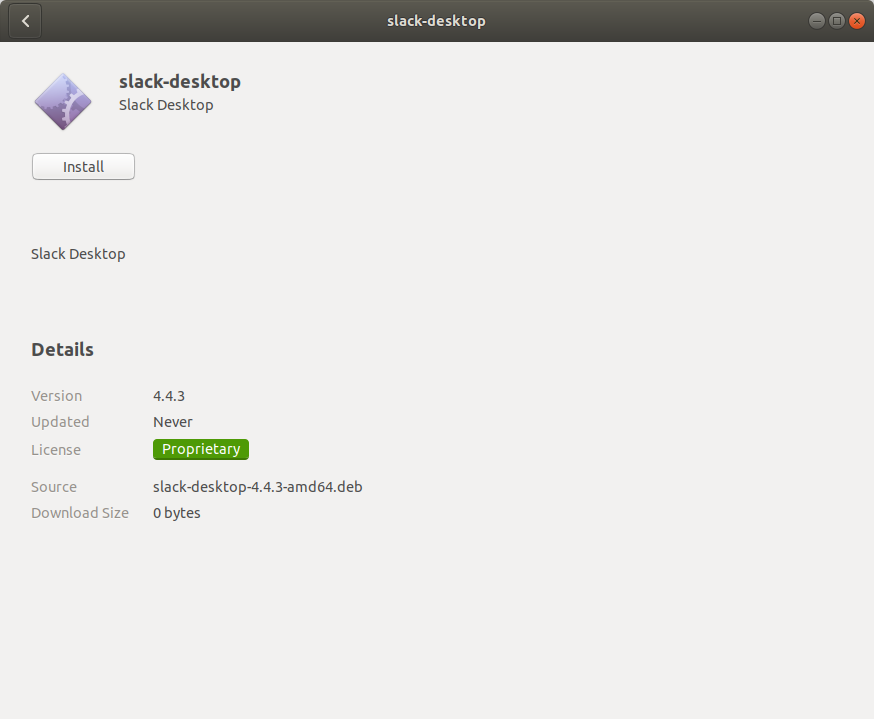 slack-desktop
slack-desktop
Slack Desktop
Install
Slack Desktop
Details
Version 4.4.3
Updated Never
License Proprietary
Source slack-desktop-4.4.3-amd64.deb
Download Size 0 bytes